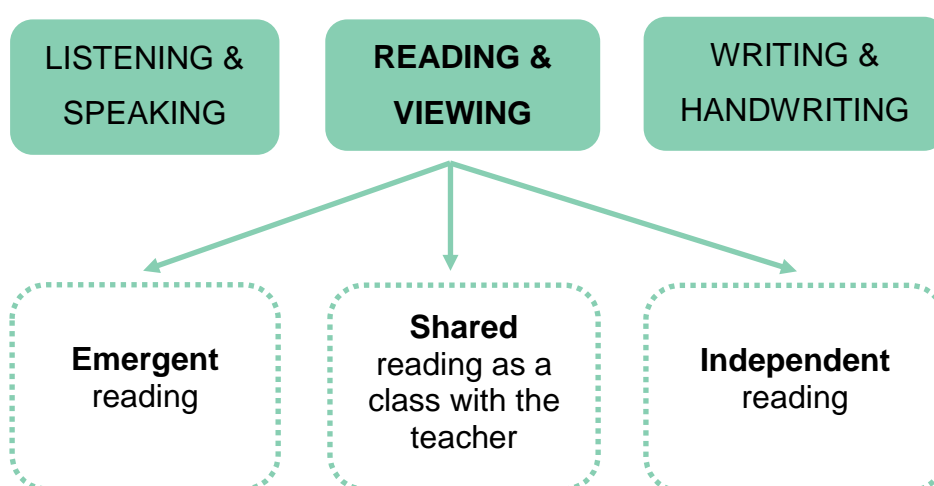 LISTENING &
SPEAKING
READING &
VIEWING
WRITING &
HANDWRITING
Emergent
reading
Shared
reading as a
class with the
teacher
Independent
reading